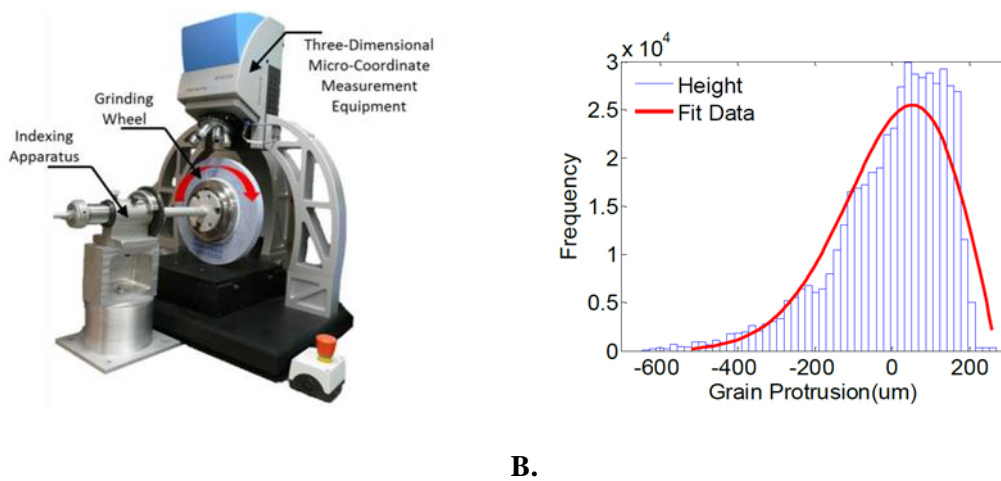 Three-Dimensional
Micro-Coordinate
Measurement
Equipment
Grinding
Wheel
Indexing
Apparatus
x 10^4
3
2.5
2
1.5
1
0.5
0
Frequency
Height
Fit Data
-600 -400 -200 0 200
Grain Protrusion(um)
B.